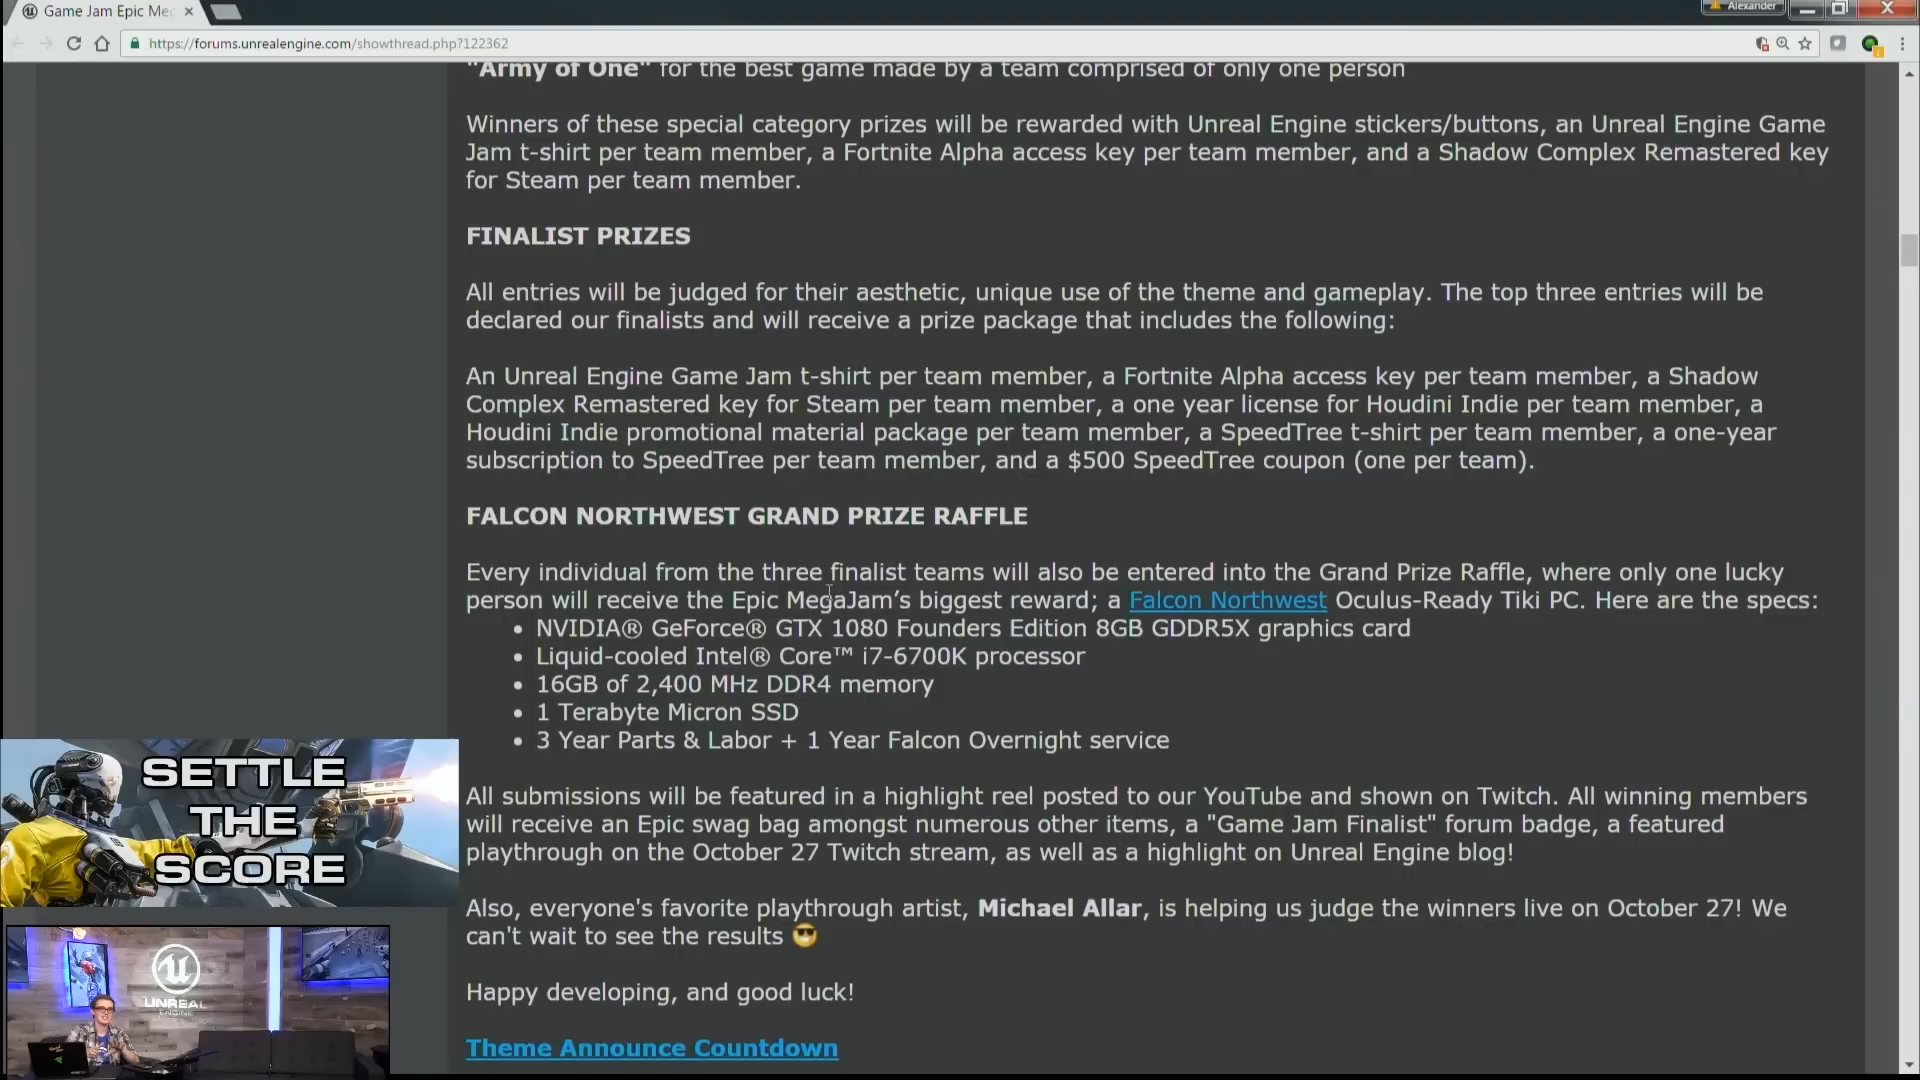 Game Jam Epic Me
Alexander
https://forums.unrealengine.com/showthread.php?122362
"Army of One" for the best game made by a team comprised of only one person
Winners of these special category prizes will be rewarded with Unreal Engine stickers/buttons, an Unreal Engine Game
Jam t-shirt per team member, a Fortnite Alpha access key per team member, and a Shadow Complex Remastered key
for Steam per team member.
FINALIST PRIZES
All entries will be judged for their aesthetic, unique use of the theme and gameplay. The top three entries will be
declared our finalists and will receive a prize package that includes the following:
An Unreal Engine Game Jam t-shirt per team member, a Fortnite Alpha access key per team member, a Shadow
Complex Remastered key for Steam per team member, a one year license for Houdini Indie per team member, a
Houdini Indie promotional material package per team member, a SpeedTree t-shirt per team member, a one-year
subscription to SpeedTree per team member, and a $500 SpeedTree coupon (one per team).
FALCON NORTHWEST GRAND PRIZE RAFFLE
Every individual from the three finalist teams will also be entered into the Grand Prize Raffle, where only one lucky
person will receive the Epic MegaJam’s biggest reward; a Falcon Northwest Oculus-Ready Tiki PC. Here are the specs:
• NVIDIA® GeForce® GTX 1080 Founders Edition 8GB GDDR5X graphics card
• Liquid-cooled Intel® Core™ i7-6700K processor
• 16GB of 2,400 MHz DDR4 memory
• 1 Terabyte Micron SSD
• 3 Year Parts & Labor + 1 Year Falcon Overnight service
All submissions will be featured in a highlight reel posted to our YouTube and shown on Twitch. All winning members
will receive an Epic swag bag amongst numerous other items, a "Game Jam Finalist" forum badge, a featured
playthrough on the October 27 Twitch stream, as well as a highlight on Unreal Engine blog!
Also, everyone's favorite playthrough artist, Michael Allar, is helping us judge the winners live on October 27! We
can't wait to see the results 😎
Happy developing, and good luck!
Theme Announce Countdown
SETTLE
THE
SCORE
UNREAL
ENGINE